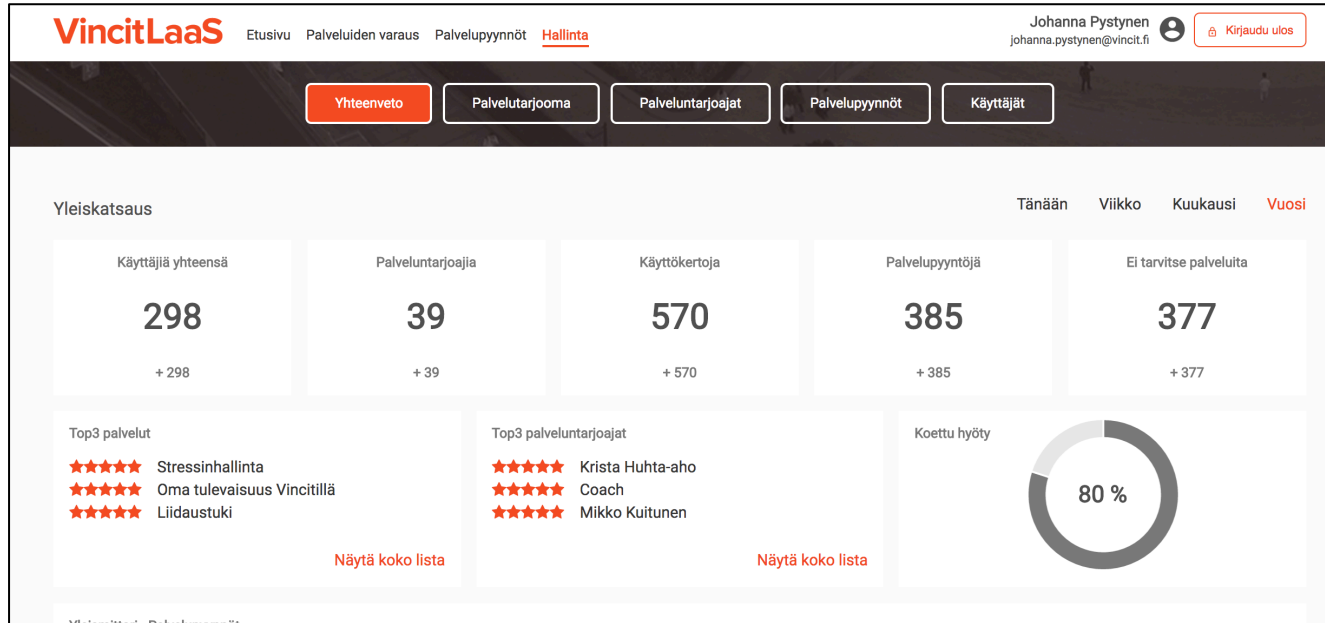 VincitLaaS
Etusivu Palveluiden varaus Palvelupyynnöt Hallinta
Johanna Pystynen
johanna.pystynen@vincit.fi
Kirjaudu ulos
Yhteenveto Palvelutarjooma Palveluntarjoajat Palvelupyynnöt Käyttäjät
Yleiskatsaus
Tänään Viikko Kuukausi Vuosi
Käyttäjiä yhteensä
298
+ 298
Palveluntarjoajia
39
+ 39
Käyttökertoja
570
+ 570
Palvelupyyntöjä
385
+ 385
Ei tarvitse palveluita
377
+ 377
Top3 palvelut
Stressinhallinta
Oma tulevaisuus Vincitillä
Liidaustuki
Näytä koko lista
Top3 palveluntarjoajat
Krista Huhta-aho
Coach
Mikko Kuitunen
Näytä koko lista
Koettu hyöty
80 %